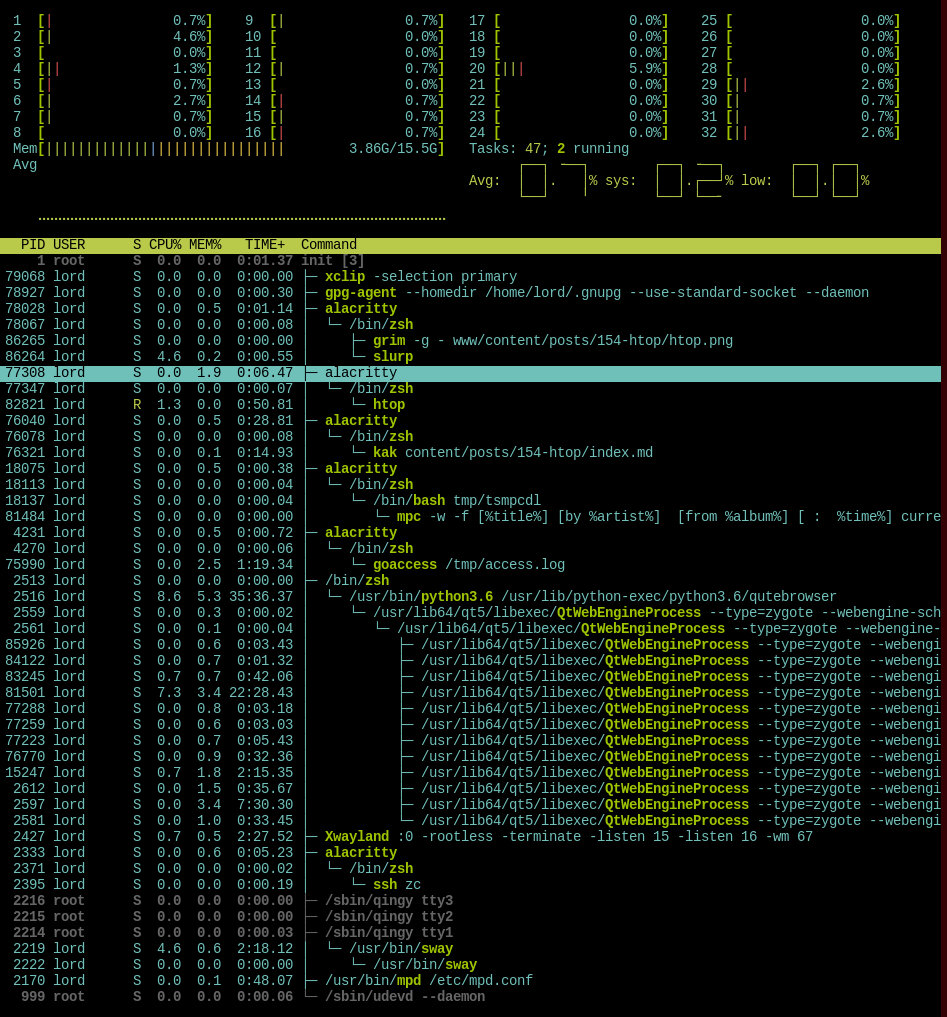 1 [| 0.7%] 9 [| 0.7%] 17 [ 0.0%] 25 [ 0.0%]
2 [| 4.6%] 10 [ 0.0%] 18 [ 0.0%] 26 [ 0.0%]
3 [ 0.0%] 11 [ 0.0%] 19 [ 0.0%] 27 [ 0.0%]
4 [|| 1.3%] 12 [| 0.7%] 20 [||| 5.9%] 28 [ 0.0%]
5 [| 0.7%] 13 [ 0.0%] 21 [ 0.0%] 29 [|| 2.6%]
6 [| 2.7%] 14 [| 0.7%] 22 [ 0.0%] 30 [| 0.7%]
7 [| 0.7%] 15 [| 0.7%] 23 [ 0.0%] 31 [| 0.7%]
8 [ 0.0%] 16 [| 0.7%] 24 [ 0.0%] 32 [|| 2.6%]
Mem[||||||||||||||||||||||||||||||| 3.86G/15.5G] Tasks: 47; 2 running
Avg
Avg: 0.7% sys: 0.2% low: 0.0%
PID USER S CPU% MEM% TIME+ Command
1 root S 0.0 0.0 0:01.37 init [3]
79068 lord S 0.0 0.0 0:00.00 ├─ xclip -selection primary
78927 lord S 0.0 0.0 0:00.30 ├─ gpg-agent --homedir /home/lord/.gnupg --use-standard-socket --daemon
78028 lord S 0.0 0.5 0:01.14 ├─ alacritty
78067 lord S 0.0 0.0 0:00.08 │ └─ /bin/zsh
86265 lord S 0.0 0.0 0:00.00 │ ├─ grim -g - www/content/posts/154-htop/htop.png
86264 lord S 4.6 0.2 0:00.55 │ └─ slurp
77308 lord S 0.0 1.9 0:06.47 ├─ alacritty
77347 lord S 0.0 0.0 0:00.07 │ └─ /bin/zsh
82821 lord R 1.3 0.0 0:50.81 │ └─ htop
76040 lord S 0.0 0.5 0:28.81 ├─ alacritty
76078 lord S 0.0 0.0 0:00.08 │ └─ /bin/zsh
76321 lord S 0.0 0.1 0:14.93 │ └─ kak content/posts/154-htop/index.md
18075 lord S 0.0 0.5 0:00.38 ├─ alacritty
18113 lord S 0.0 0.0 0:00.04 │ └─ /bin/zsh
18137 lord S 0.0 0.0 0:00.04 │ └─ /bin/bash tmp/tsmpcdl
81484 lord S 0.0 0.0 0:00.00 │ └─ mpc -w -f [%title%] [by %artist%] [from %album%] [ : %time%] curre
4231 lord S 0.0 0.5 0:00.72 ├─ alacritty
4270 lord S 0.0 0.0 0:00.06 │ └─ /bin/zsh
75990 lord S 0.0 2.5 1:19.34 │ └─ goaccess /tmp/access.log
2513 lord S 0.0 0.0 0:00.00 ├─ /bin/zsh
2516 lord S 8.6 5.3 35:36.37 │ └─ /usr/bin/python3.6 /usr/lib/python-exec/python3.6/qutebrowser
2559 lord S 0.0 0.3 0:00.02 │ └─ /usr/lib64/qt5/libexec/QtWebEngineProcess --type=zygote --webengine-sch
2561 lord S 0.0 0.1 0:00.04 │ └─ /usr/lib64/qt5/libexec/QtWebEngineProcess --type=zygote --webengine-
85926 lord S 0.0 0.6 0:03.43 │ ├─ /usr/lib64/qt5/libexec/QtWebEngineProcess --type=zygote --webengi
84122 lord S 0.0 0.7 0:01.32 │ ├─ /usr/lib64/qt5/libexec/QtWebEngineProcess --type=zygote --webengi
83245 lord S 0.7 0.7 0:42.06 │ ├─ /usr/lib64/qt5/libexec/QtWebEngineProcess --type=zygote --webengi
81501 lord S 7.3 3.4 22:28.43 │ ├─ /usr/lib64/qt5/libexec/QtWebEngineProcess --type=zygote --webengi
77288 lord S 0.0 0.8 0:03.18 │ ├─ /usr/lib64/qt5/libexec/QtWebEngineProcess --type=zygote --webengi
77259 lord S 0.0 0.6 0:03.03 │ ├─ /usr/lib64/qt5/libexec/QtWebEngineProcess --type=zygote --webengi
77223 lord S 0.0 0.7 0:05.43 │ ├─ /usr/lib64/qt5/libexec/QtWebEngineProcess --type=zygote --webengi
76770 lord S 0.0 0.9 0:32.36 │ ├─ /usr/lib64/qt5/libexec/QtWebEngineProcess --type=zygote --webengi
15247 lord S 0.7 1.8 2:15.35 │ ├─ /usr/lib64/qt5/libexec/QtWebEngineProcess --type=zygote --webengi
2612 lord S 0.0 1.5 0:35.67 │ ├─ /usr/lib64/qt5/libexec/QtWebEngineProcess --type=zygote --webengi
2597 lord S 0.0 3.4 7:30.30 │ ├─ /usr/lib64/qt5/libexec/QtWebEngineProcess --type=zygote --webengi
2581 lord S 0.0 1.0 0:33.45 │ └─ /usr/lib64/qt5/libexec/QtWebEngineProcess --type=zygote --webengi
2427 lord S 0.7 0.5 2:27.52 ├─ Xwayland :0 -rootless -terminate -listen 15 -listen 16 -wm 67
2333 lord S 0.0 0.6 0:05.23 ├─ alacritty
2371 lord S 0.0 0.0 0:00.02 │ └─ /bin/zsh
2395 lord S 0.0 0.0 0:00.19 │ └─ ssh zc
2216 root S 0.0 0.0 0:00.00 ├─ /sbin/qingy tty3
2215 root S 0.0 0.0 0:00.00 ├─ /sbin/qingy tty2
2214 root S 0.0 0.0 0:00.03 ├─ /sbin/qingy tty1
2219 lord S 4.6 0.6 2:18.12 │ └─ /usr/bin/sway
2222 lord S 0.0 0.0 0:00.00 │ └─ /usr/bin/sway
2170 lord S 0.0 0.1 0:48.07 ├─ /usr/bin/mpd /etc/mpd.conf
999 root S 0.0 0.0 0:00.06 └─ /sbin/udevd --daemon